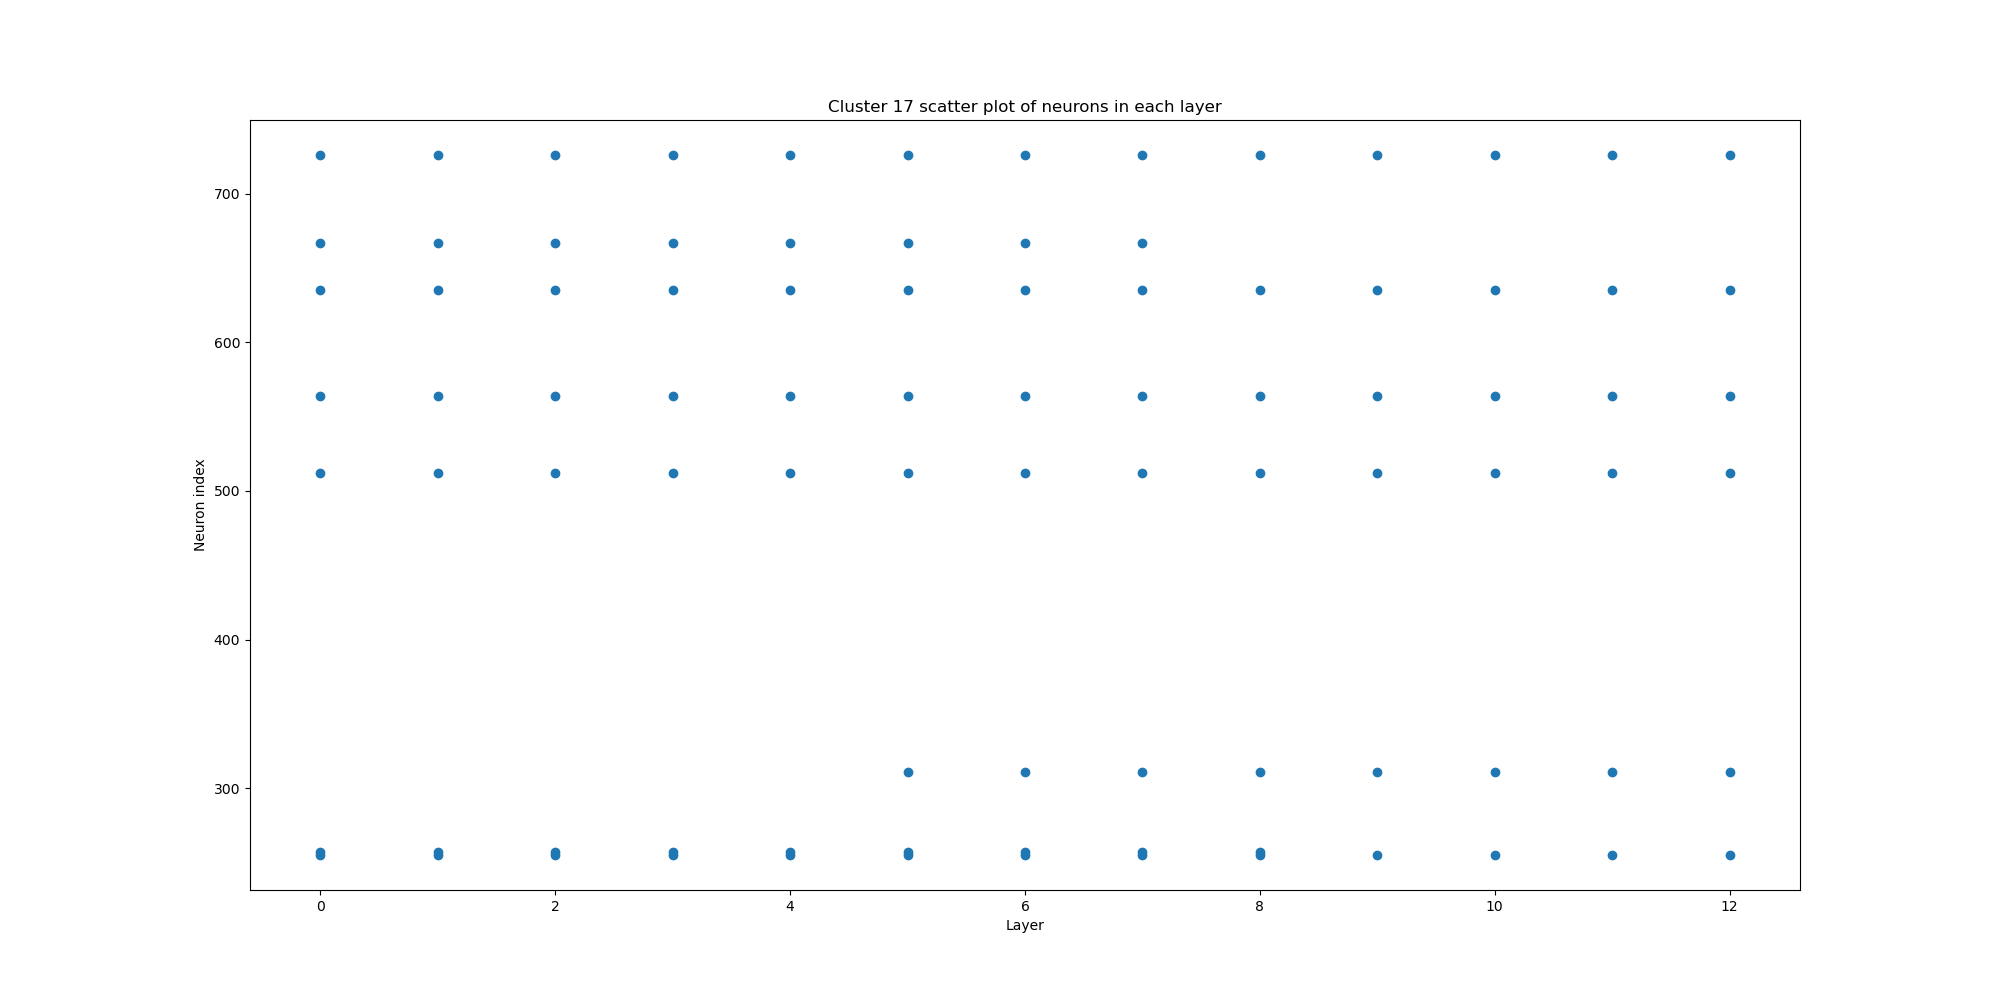 Cluster 17 scatter plot of neurons in each layer
700
600
500
400
300
Neuron index
0 2 4 6 8 10 12
Layer